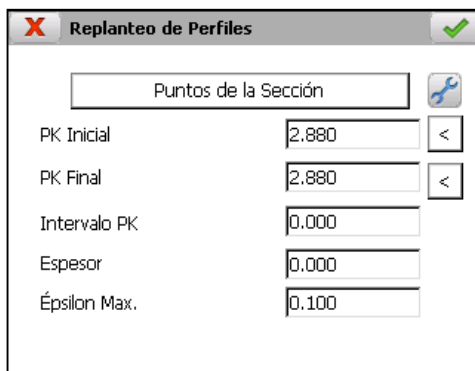 X Replanteo de Perfiles
Puntos de la Sección
PK Inicial 2.880 <
PK Final 2.880 <
Intervalo PK 0.000
Espesor 0.000
Épsilon Max. 0.100